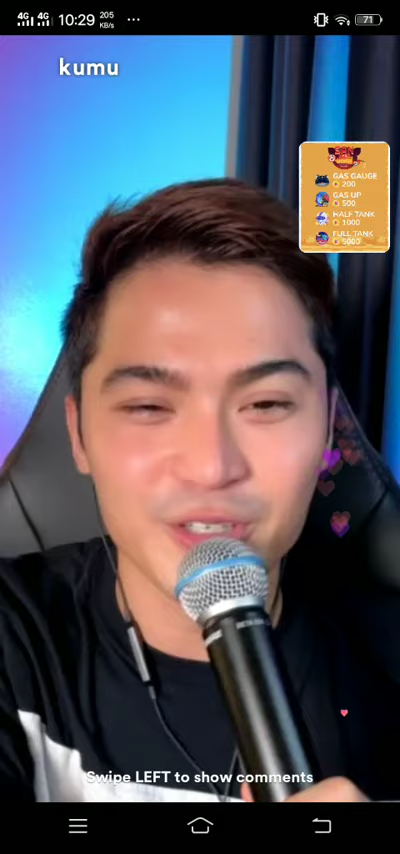 4G 4G 10:29 205 KB/s ... 71
kumu
GAS GAUGE
200
GAS UP
500
HALF TANK
1000
FULL TANK
5000
Swipe LEFT to show comments